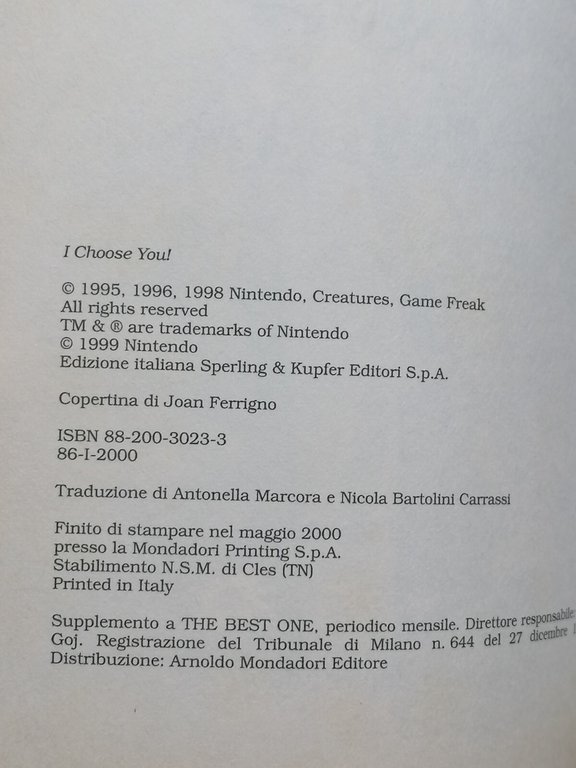 I Choose You!
© 1995, 1996, 1998 Nintendo, Creatures, Game Freak
All rights reserved
TM & ® are trademarks of Nintendo
© 1999 Nintendo
Edizione italiana Sperling & Kupfer Editori S.p.A.
Copertina di Joan Ferrigno
ISBN 88-200-3023-3
86-I-2000
Traduzione di Antonella Marcora e Nicola Bartolini Carrassi
Finito di stampare nel maggio 2000
presso la Mondadori Printing S.p.A.
Stabilimento N.S.M. di Cles (TN)
Printed in Italy
Supplemento a THE BEST ONE, periodico mensile. Direttore responsabile:
Goj. Registrazione del Tribunale di Milano n. 644 del 27 dicembre
Distribuzione: Arnoldo Mondadori Editore